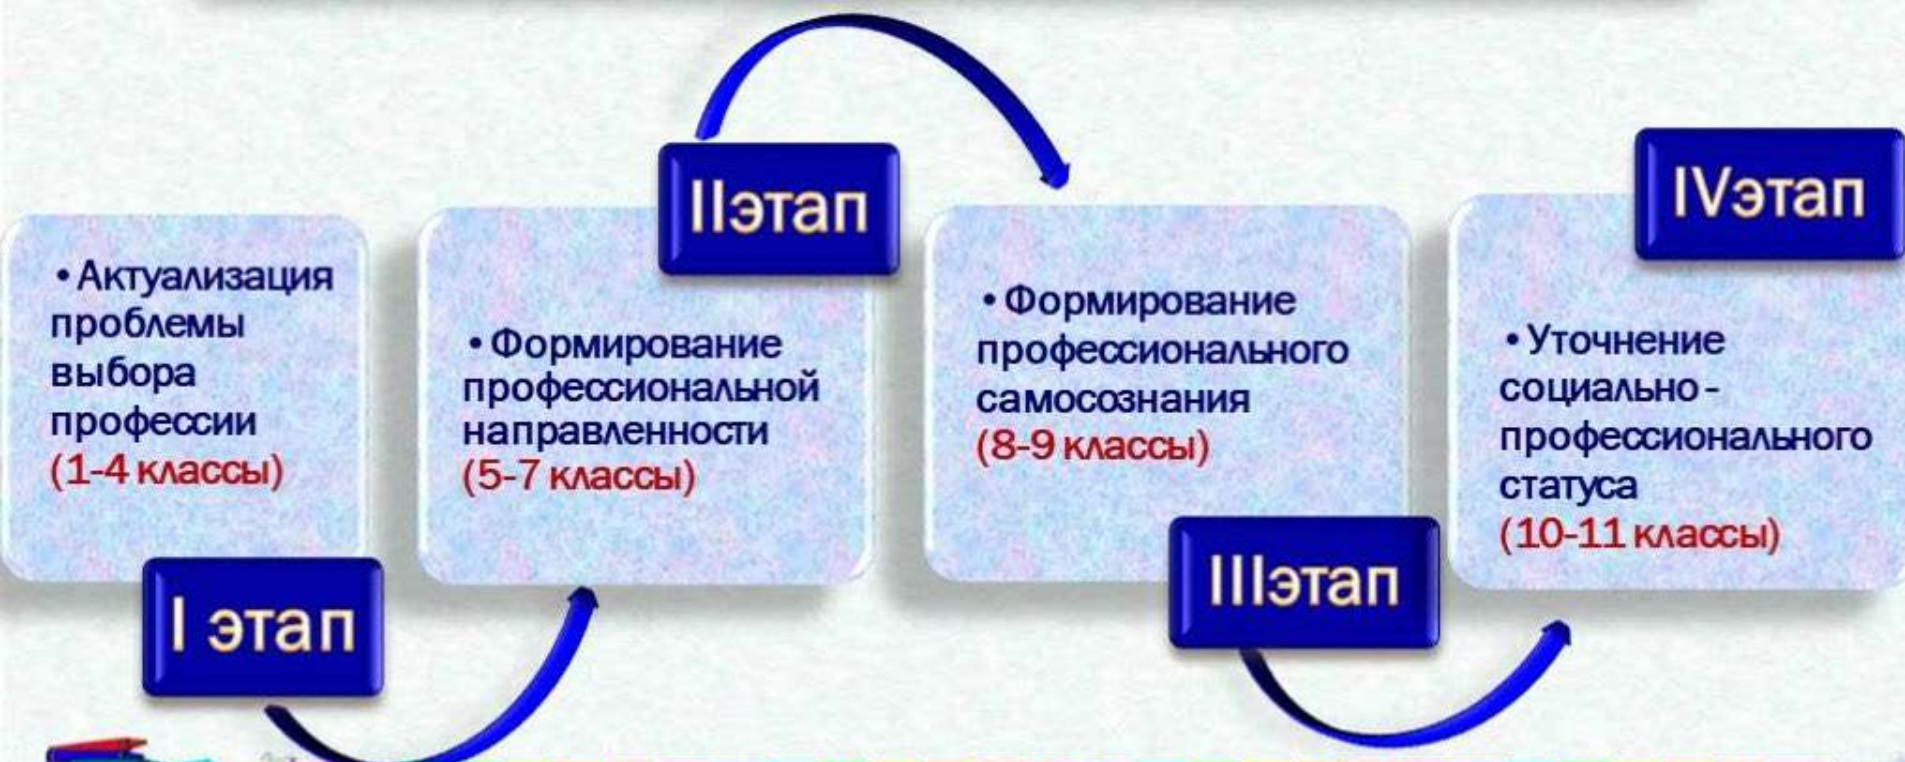 • Актуализация
проблемы
выбора
профессии
(1-4 классы)
I этап
IIэтап
• Формирование
профессиональной
направленности
(5-7 классы)
• Формирование
профессионального
самосознания
(8-9 классы)
IIIэтап
IVэтап
• Уточнение
социально -
профессионального
статуса
(10-11 классы)